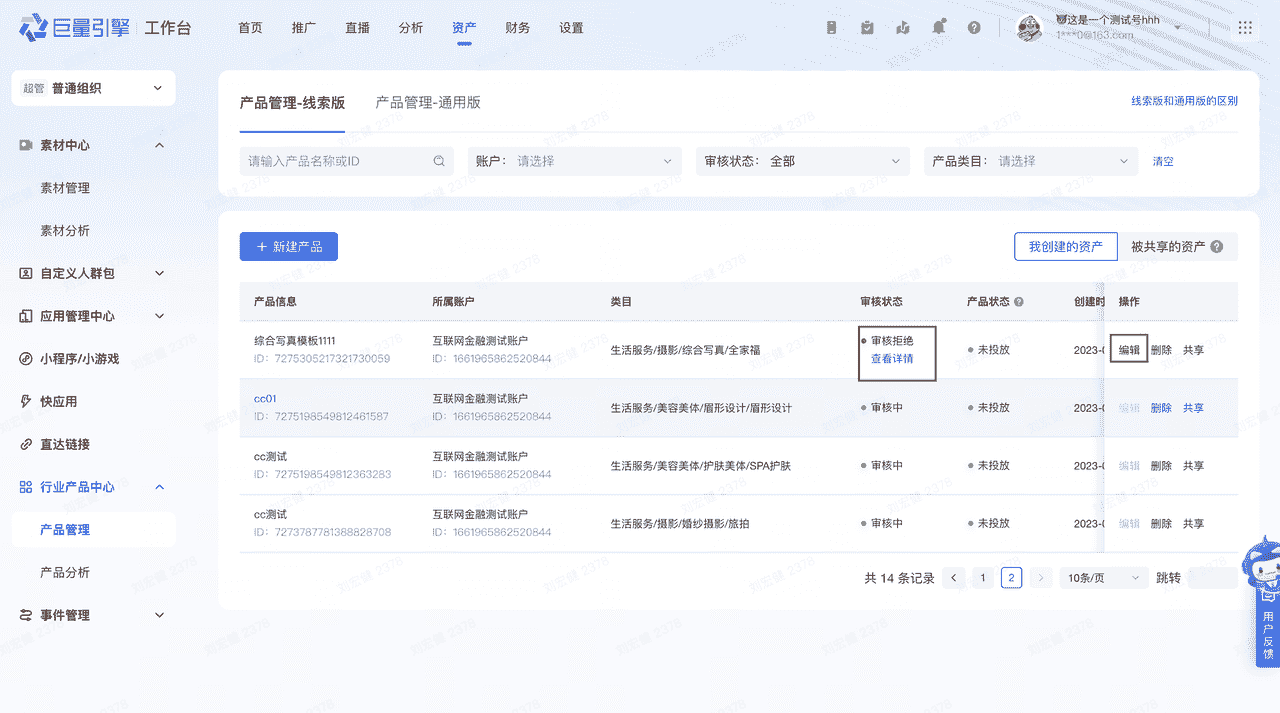 巨量引擎 工作台 首页 推广 直播 分析 资产 财务 设置
🐱这是一个测试号hhh
1***0@163.com
超管 普通组织
素材中心
素材管理
素材分析
自定义人群包
应用管理中心
小程序/小游戏
快应用
直达链接
行业产品中心
产品管理
产品分析
事件管理
产品管理-线索版 产品管理-通用版 线索版和通用版的区别
请输入产品名称或ID 账户: 请选择 审核状态: 全部 产品类目: 请选择 清空
+ 新建产品 我创建的资产 被共享的资产
产品信息 所属账户 类目 审核状态 产品状态 创建时 操作
综合写真模板1111 互联网金融测试账户 审核拒绝
生活服务/摄影/综合写真/全家福 未投放 2023-0 编辑 删除 共享
ID: 7275305217321730059 ID: 1661965862520844 查看详情
cc01 互联网金融测试账户
生活服务/美容美体/眉形设计/眉形设计 审核中 未投放 2023-0 编辑 删除 共享
ID: 7275198549812461587 ID: 1661965862520844
cc测试 互联网金融测试账户
生活服务/美容美体/护肤美体/SPA护肤 审核中 未投放 2023-0 编辑 删除 共享
ID: 7275198549812363283 ID: 1661965862520844
cc测试 互联网金融测试账户
生活服务/摄影/婚纱摄影/旅拍 审核中 未投放 2023-0 编辑 删除 共享
ID: 7273787781388828708 ID: 1661965862520844
共 14 条记录 1 2 10条/页 跳转
用户反馈
刘宏健 2378